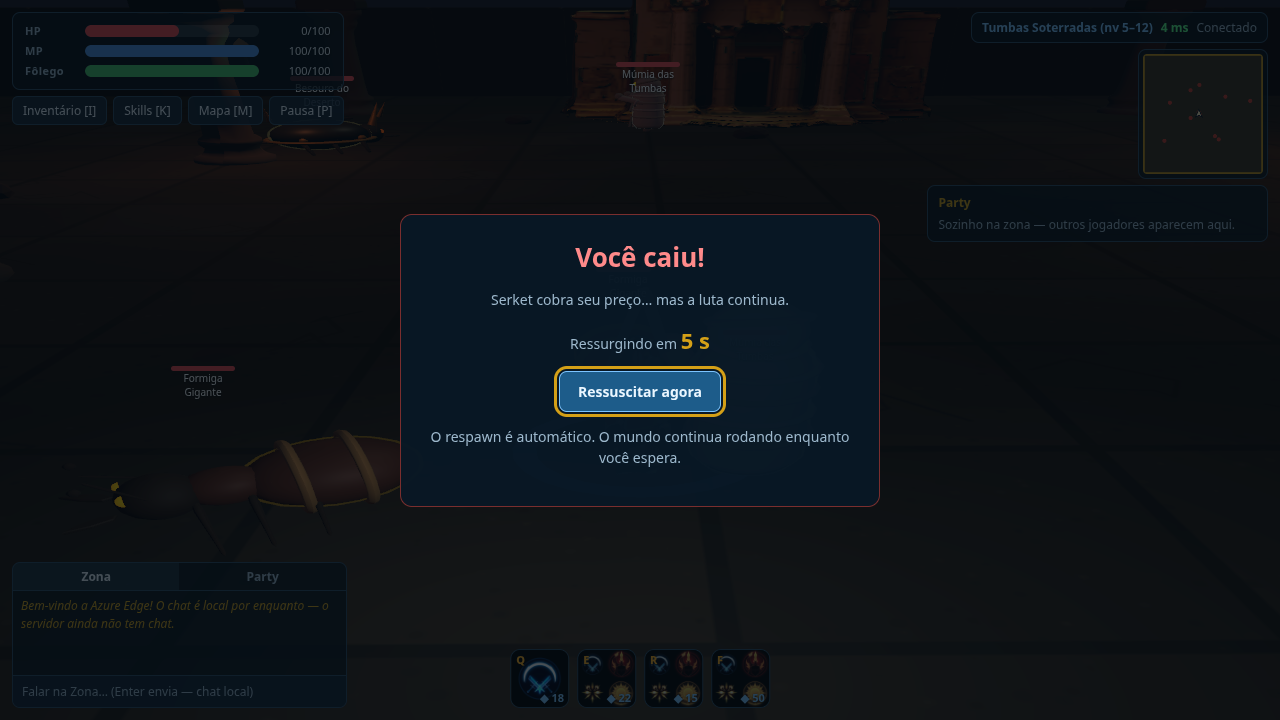 HP 0/100
MP 100/100
Fôlego 100/100
Besouro do
Inventário [I] Skills [K] Mapa [M] Pausa [P]
Múmia das
Tumbas
Tumbas Soterradas (nv 5–12) 4 ms Conectado
Party
Sozinho na zona — outros jogadores aparecem aqui.
Você caiu!
Serket cobra seu preço... mas a luta continua.
Ressurgindo em 5 s
Ressuscitar agora
O respawn é automático. O mundo continua rodando enquanto
você espera.
Formiga
Gigante
Zona Party
Bem-vindo a Azure Edge! O chat é local por enquanto — o
servidor ainda não tem chat.
Falar na Zona... (Enter envia — chat local)
Q E R F
18 22 15 50